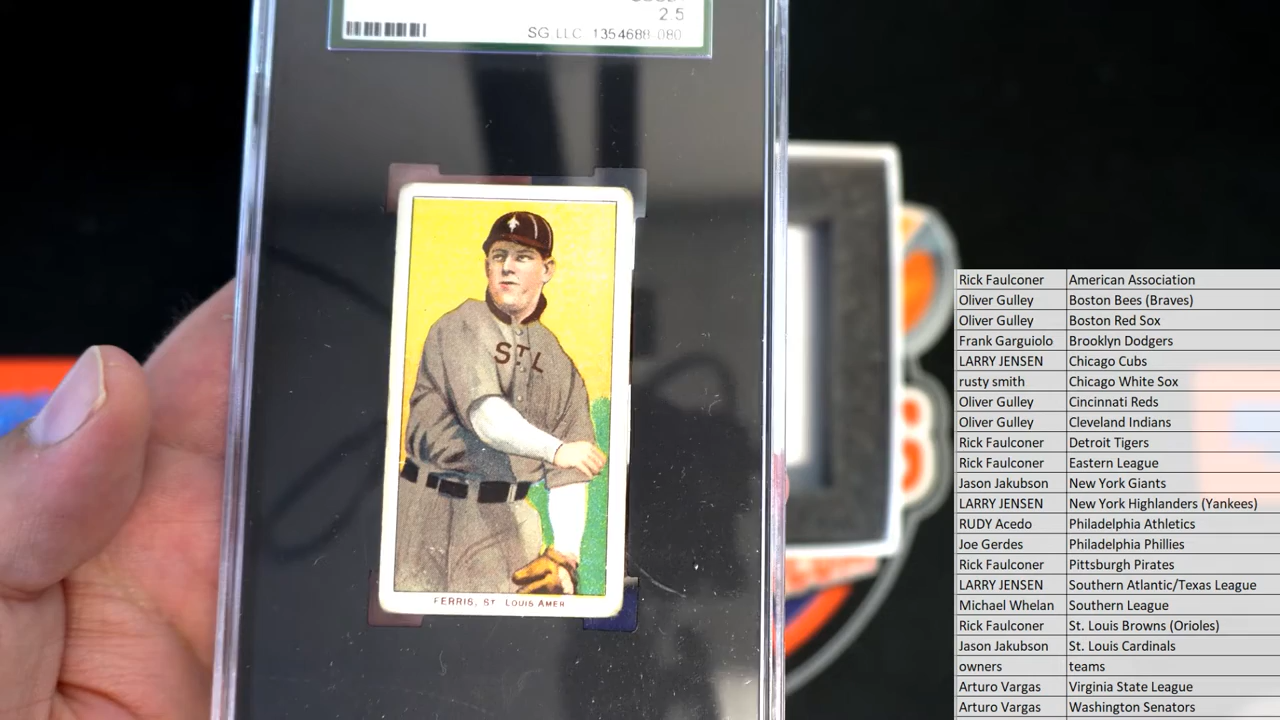 2.5
SG LLC 1354688-080
STL
FERRIS, ST. LOUIS AMER
Rick Faulconer American Association
Oliver Gulley Boston Bees (Braves)
Oliver Gulley Boston Red Sox
Frank Garguiolo Brooklyn Dodgers
LARRY JENSEN Chicago Cubs
rusty smith Chicago White Sox
Oliver Gulley Cincinnati Reds
Oliver Gulley Cleveland Indians
Rick Faulconer Detroit Tigers
Rick Faulconer Eastern League
Jason Jakubson New York Giants
LARRY JENSEN New York Highlanders (Yankees)
RUDY Acedo Philadelphia Athletics
Joe Gerdes Philadelphia Phillies
Rick Faulconer Pittsburg Pirates
LARRY JENSEN Southern Atlantic/Texas League
Michael Whelan Southern League
Rick Faulconer St. Louis Browns (Orioles)
Jason Jakubson St. Louis Cardinals
owners teams
Arturo Vargas Virginia State League
Arturo Vargas Washington Senators